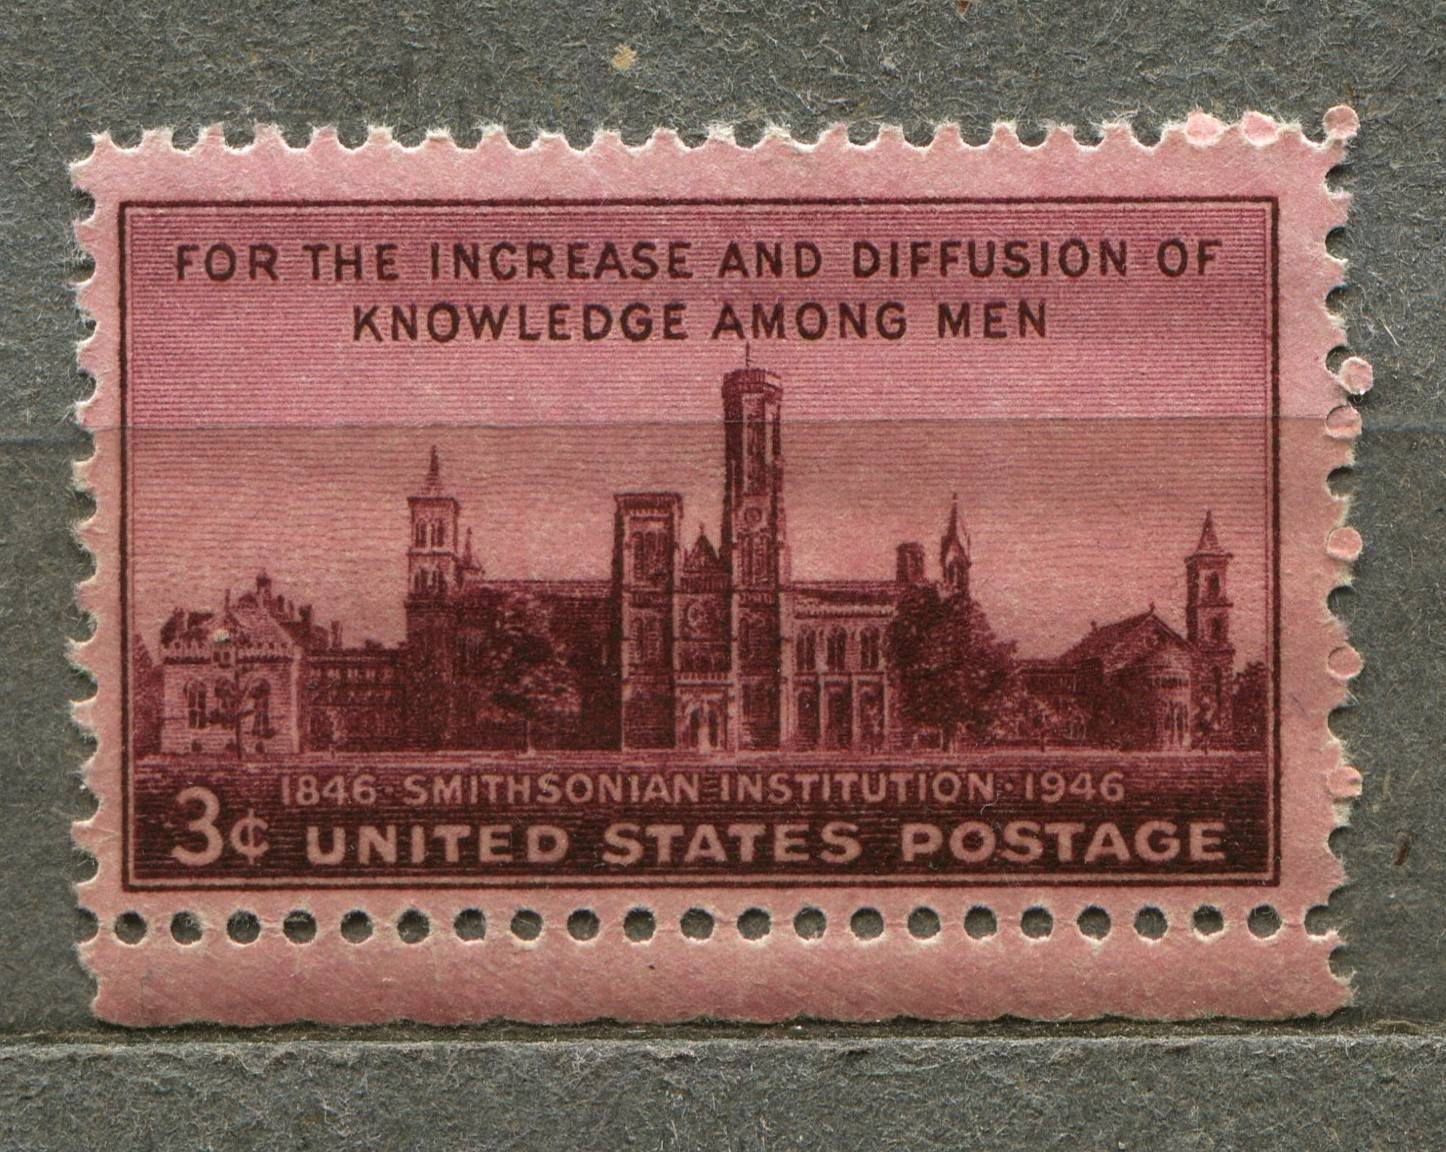 FOR THE INCREASE AND DIFFUSION OF
KNOWLEDGE AMONG MEN
1846·SMITHSONIAN INSTITUTION·1946
3¢ UNITED STATES POSTAGE